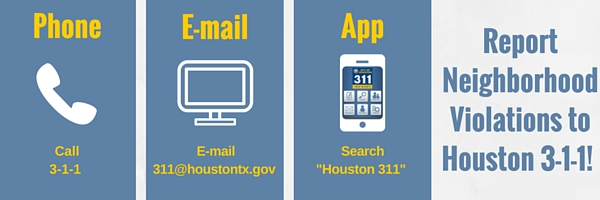 Phone
Call
3-1-1
E-mail
E-mail
311@houstontx.gov
App
311
Search
"Houston 311"
Report
Neighborhood
Violations to
Houston 3-1-1!